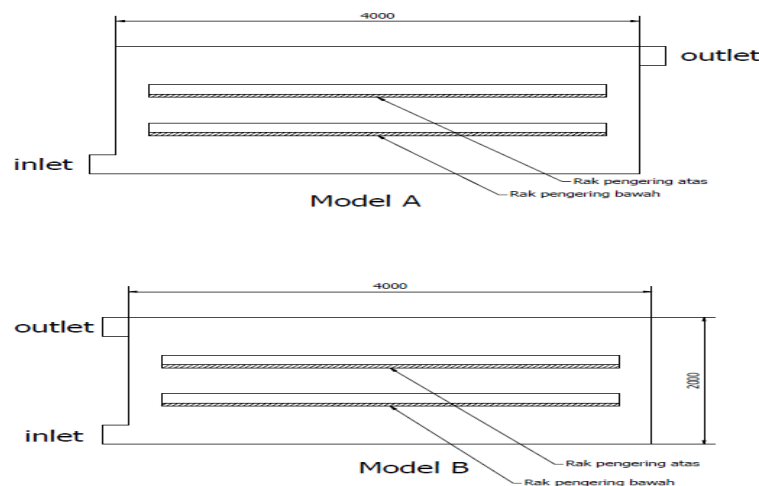 4000
outlet
inlet
Rak pengering atas
Rak pengering bawah
Model A
4000
outlet
2000
inlet
Rak pengering atas
Model B
Rak pengering bawah